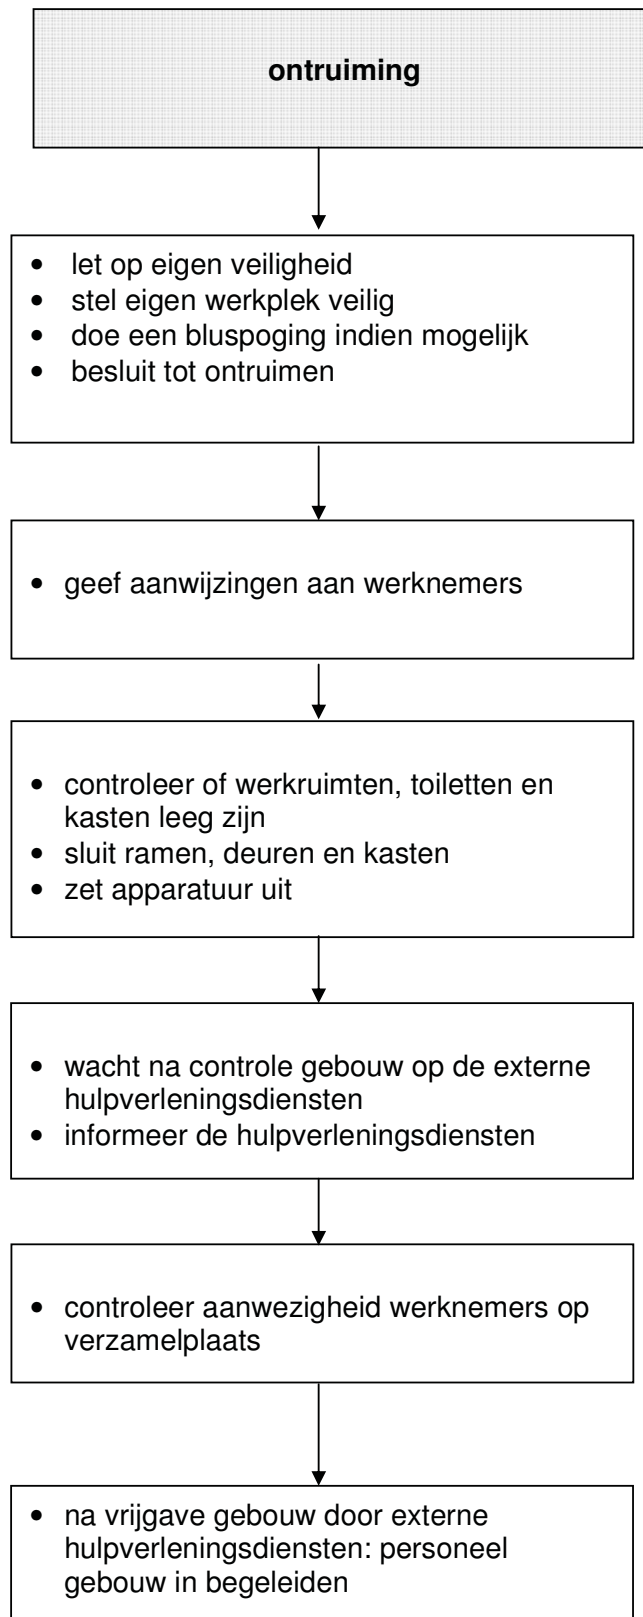 ontruiming
• let op eigen veiligheid
• stel eigen werkplek veilig
• doe een bluspoging indien mogelijk
• besluit tot ontruimen
• geef aanwijzingen aan werknemers
• controleer of werkruimten, toiletten en
kasten leeg zijn
• sluit ramen, deuren en kasten
• zet apparatuur uit
• wacht na controle gebouw op de externe
hulpverleningsdiensten
• informeer de hulpverleningsdiensten
• controleer aanwezigheid werknemers op
verzamelplaats
• na vrijgave gebouw door externe
hulpverleningsdiensten: personeel
gebouw in begeleiden